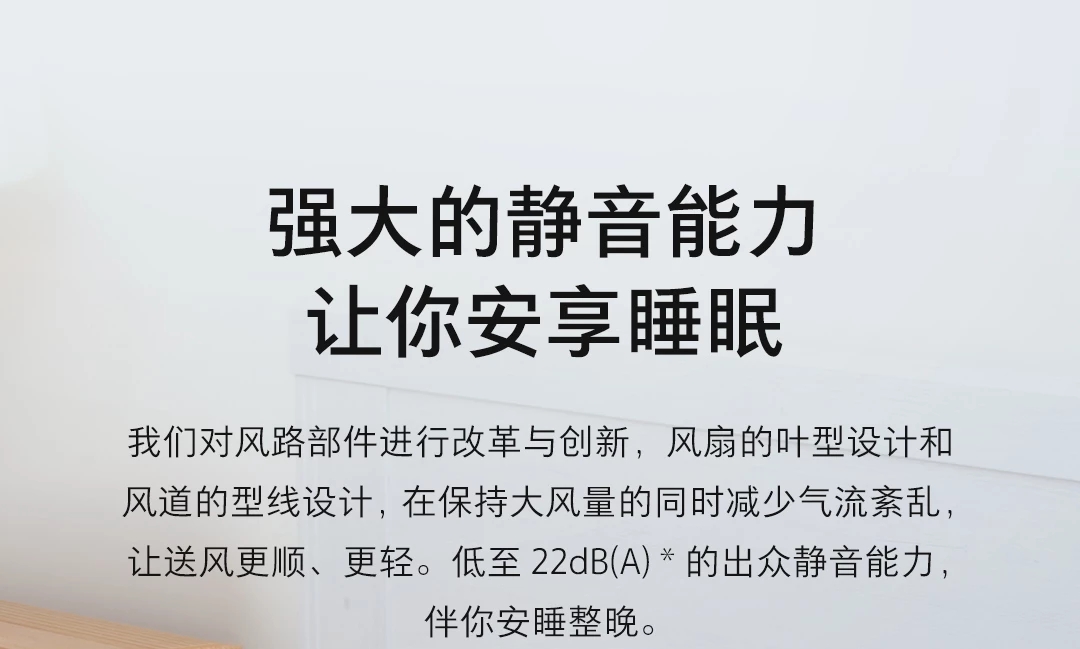 强大的静音能力
让你安享睡眠
我们对风路部件进行改革与创新，风扇的叶型设计和
风道的型线设计，在保持大风量的同时减少气流紊乱，
让送风更顺、更轻。低至 22dB(A)* 的出众静音能力，
伴你安睡整晚。